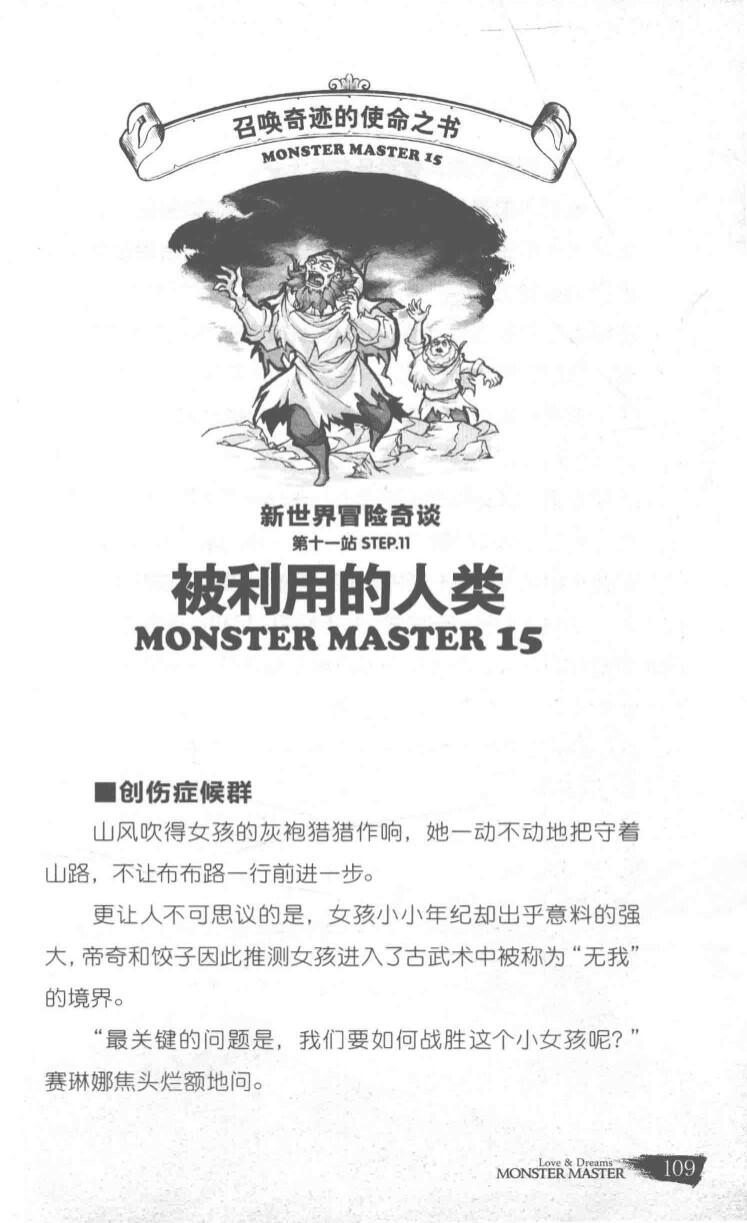 召唤奇迹的使命之书
MONSTER MASTER 15
新世界冒险奇谈
第十一站 STEP.11
被利用的人类
MONSTER MASTER 15
■创伤症候群
山风吹得女孩的灰袍猎猎作响，她一动不动地把守着
山路，不让布布路一行前进一步。
更让人不可思议的是，女孩小小年纪却出乎意料的强
大，帝奇和饺子因此推测女孩进入了古武术中被称为“无我”
的境界。
“最关键的问题是，我们要如何战胜这个小女孩呢？”
赛琳娜焦头烂额地问。
Love & Dreams
MONSTER MASTER
109